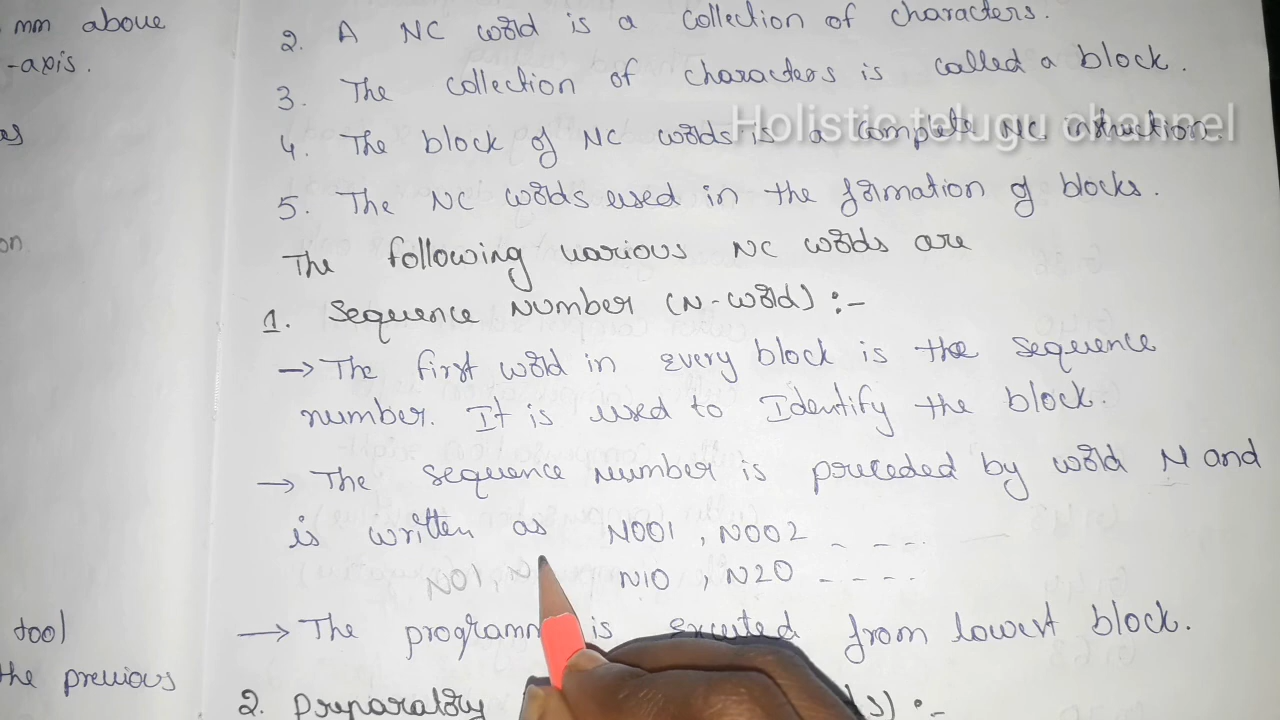 mm above
-axis.
on
tool
the previous
2. A NC word is a collection of characters.
3. The collection of characters is called a block.
Holistic telugu channel
4. The block of NC words is a complete NC instruction.
5. The NC words used in the formation of blocks.
The following various NC words are
1. Sequence Number (N-word) :-
→ The first word in every block is the sequence
number. It is used to Identify the block.
→ The sequence number is preceded by word N and
is written as N001, N002 - - - -
N01, N10, N20 - - - -
→ The is from lowest block.
2. Preparatory